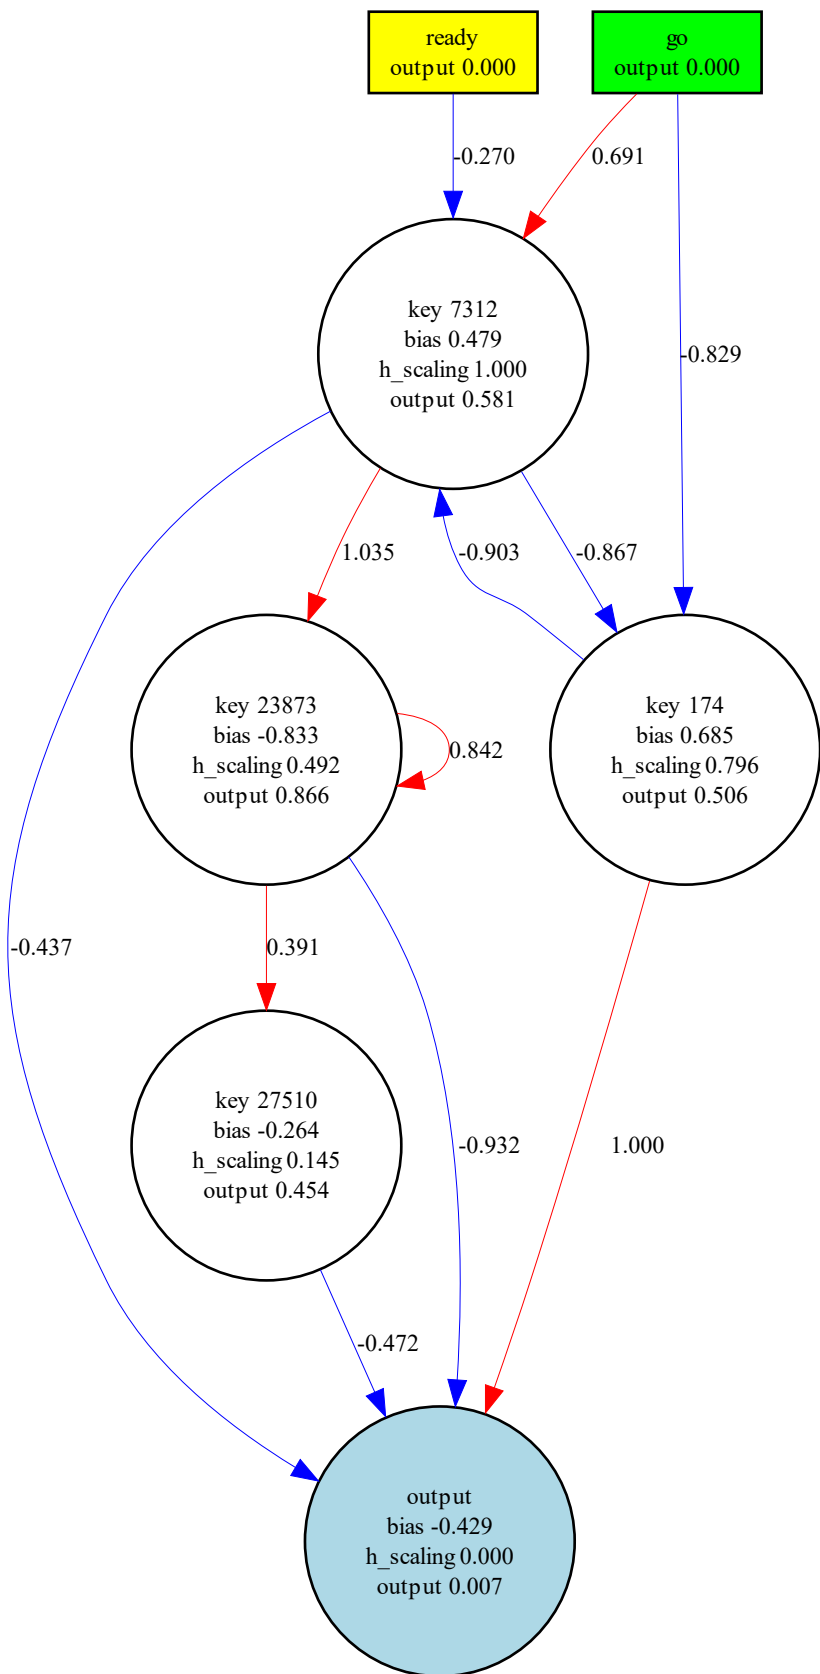 ready
output 0.000
go
output 0.000
-0.270
0.691
key 7312
bias 0.479
h_scaling 1.000
output 0.581
-0.829
1.035
-0.903
-0.867
key 23873
bias -0.833
h_scaling 0.492
output 0.866
0.842
key 174
bias 0.685
h_scaling 0.796
output 0.506
-0.437
0.391
key 27510
bias -0.264
h_scaling 0.145
output 0.454
-0.932
1.000
-0.472
output
bias -0.429
h_scaling 0.000
output 0.007